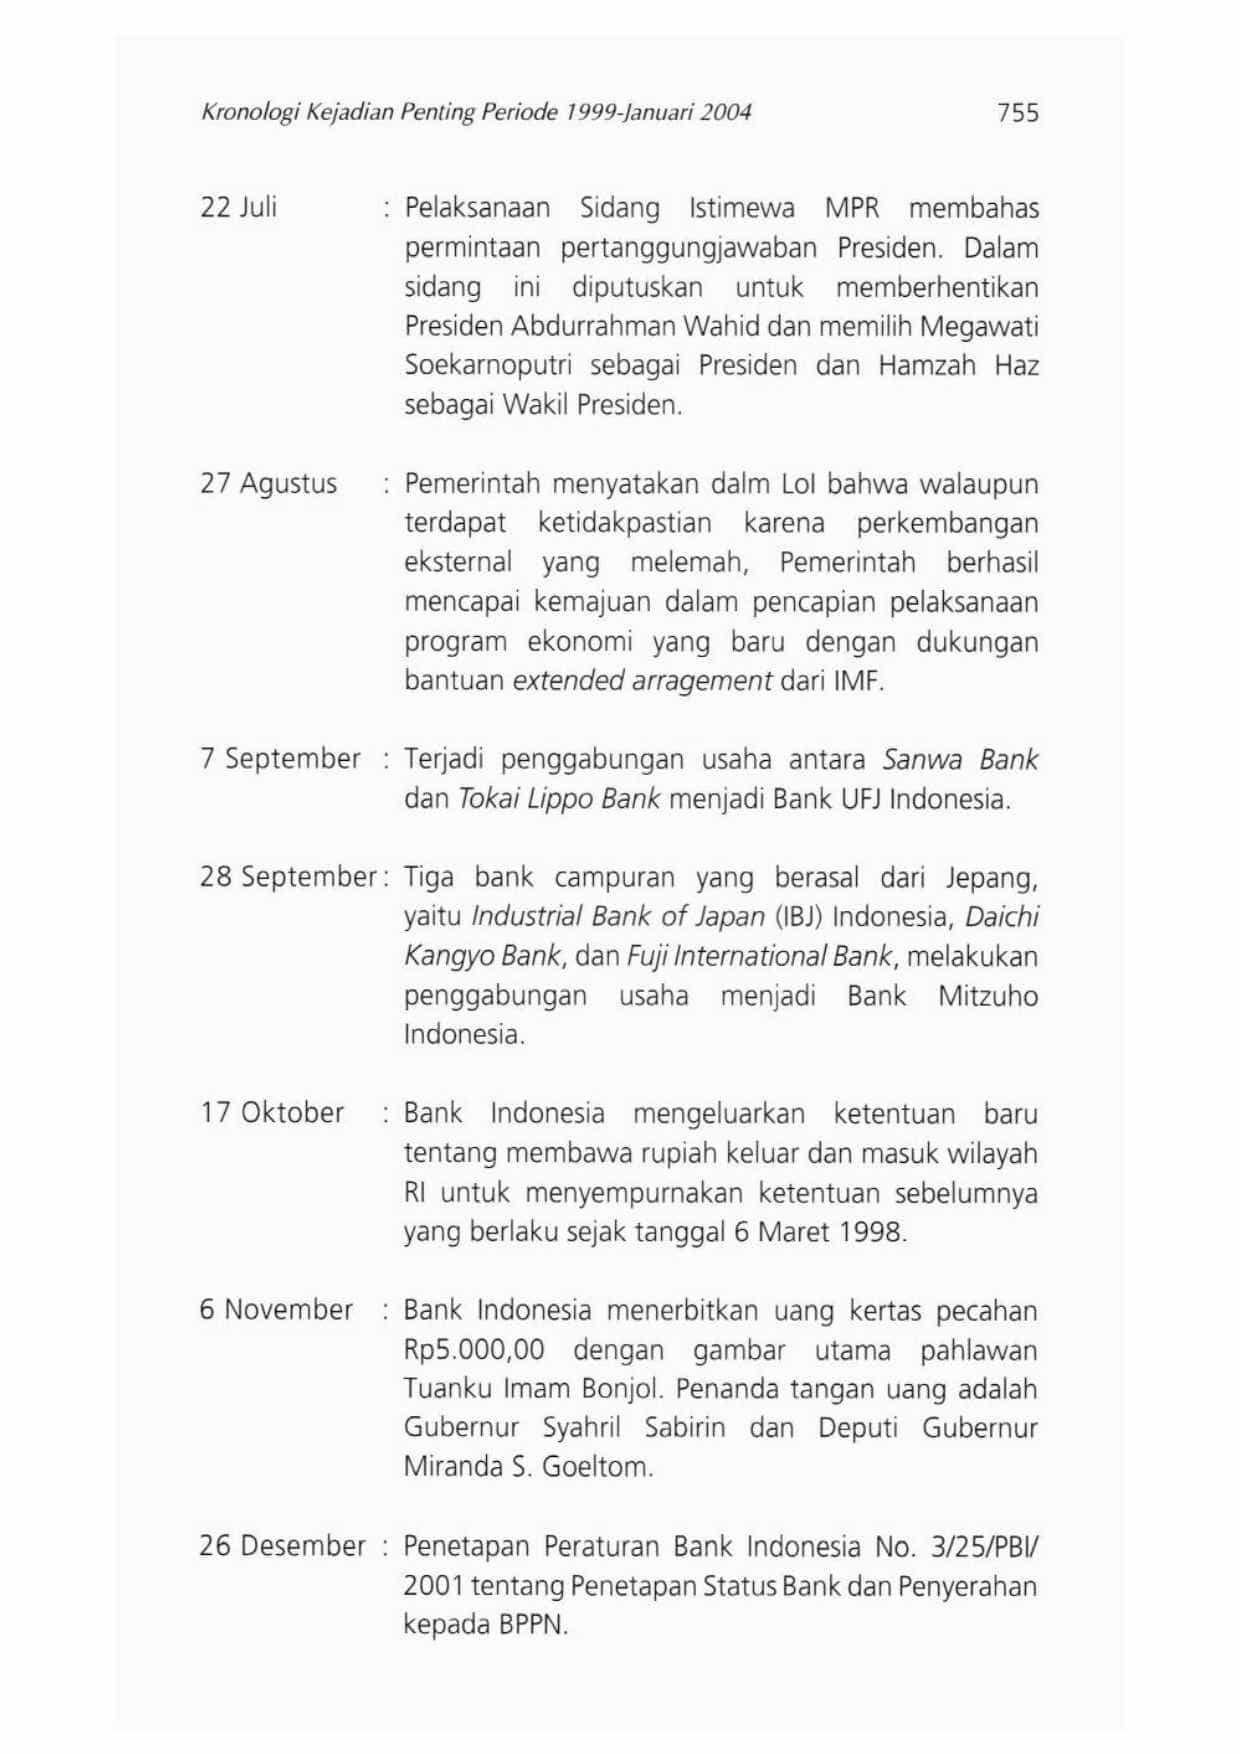 Kronologi Kejadian Penting Periode 1999-Januari 2004 755
22 Juli : Pelaksanaan Sidang Istimewa MPR membahas
permintaan pertanggungjawaban Presiden. Dalam
sidang ini diputuskan untuk memberhentikan
Presiden Abdurrahman Wahid dan memilih Megawati
Soekarnoputri sebagai Presiden dan Hamzah Haz
sebagai Wakil Presiden.
27 Agustus : Pemerintah menyatakan dalm LoI bahwa walaupun
terdapat ketidakpastian karena perkembangan
eksternal yang melemah, Pemerintah berhasil
mencapai kemajuan dalam pencapian pelaksanaan
program ekonomi yang baru dengan dukungan
bantuan extended arragement dari IMF.
7 September : Terjadi penggabungan usaha antara Sanwa Bank
dan Tokai Lippo Bank menjadi Bank UFJ Indonesia.
28 September : Tiga bank campuran yang berasal dari Jepang,
yaitu Industrial Bank of Japan (IBJ) Indonesia, Daichi
Kangyo Bank, dan Fuji International Bank, melakukan
penggabungan usaha menjadi Bank Mitzuho
Indonesia.
17 Oktober : Bank Indonesia mengeluarkan ketentuan baru
tentang membawa rupiah keluar dan masuk wilayah
RI untuk menyempurnakan ketentuan sebelumnya
yang berlaku sejak tanggal 6 Maret 1998.
6 November : Bank Indonesia menerbitkan uang kertas pecahan
Rp5.000,00 dengan gambar utama pahlawan
Tuanku Imam Bonjol. Penanda tangan uang adalah
Gubernur Syahril Sabirin dan Deputi Gubernur
Miranda S. Goeltom.
26 Desember : Penetapan Peraturan Bank Indonesia No. 3/25/PBI/
2001 tentang Penetapan Status Bank dan Penyerahan
kepada BPPN.